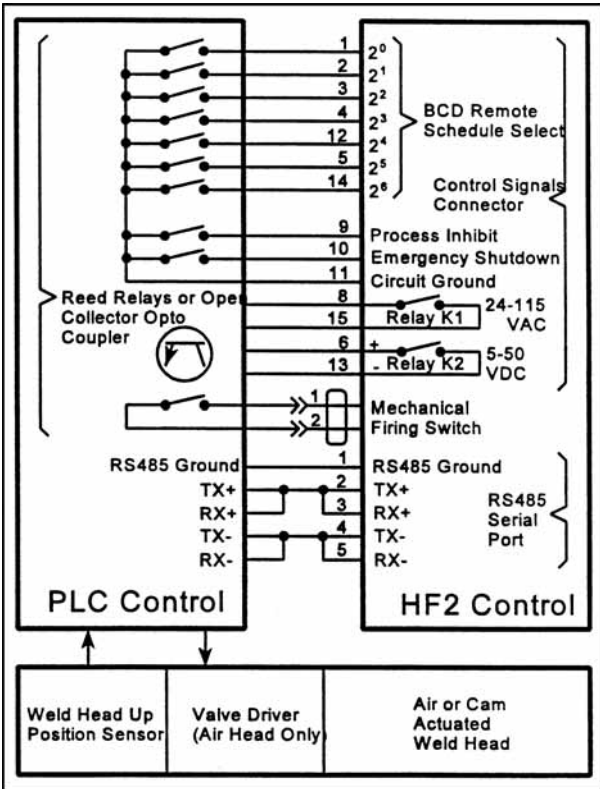 1 2⁰
2 2¹
3 2²
4 2³
12 2⁴
5 2⁵
14 2⁶
BCD Remote
Schedule Select
Control Signals
Connector
9 Process Inhibit
10 Emergency Shutdown
11 Circuit Ground
Reed Relays or Open
Collector Opto
Coupler
8
15 Relay K1
24-115
VAC
6 +
13 - Relay K2
5-50
VDC
1 Mechanical
2 Firing Switch
RS485 Ground 1 RS485 Ground
TX+ 2 TX+
RX+ 3 RX+
TX- 4 TX-
RX- 5 RX-
RS485
Serial
Port
PLC Control
HF2 Control
Weld Head Up
Position Sensor
Valve Driver
(Air Head Only)
Air or Cam
Actuated
Weld Head